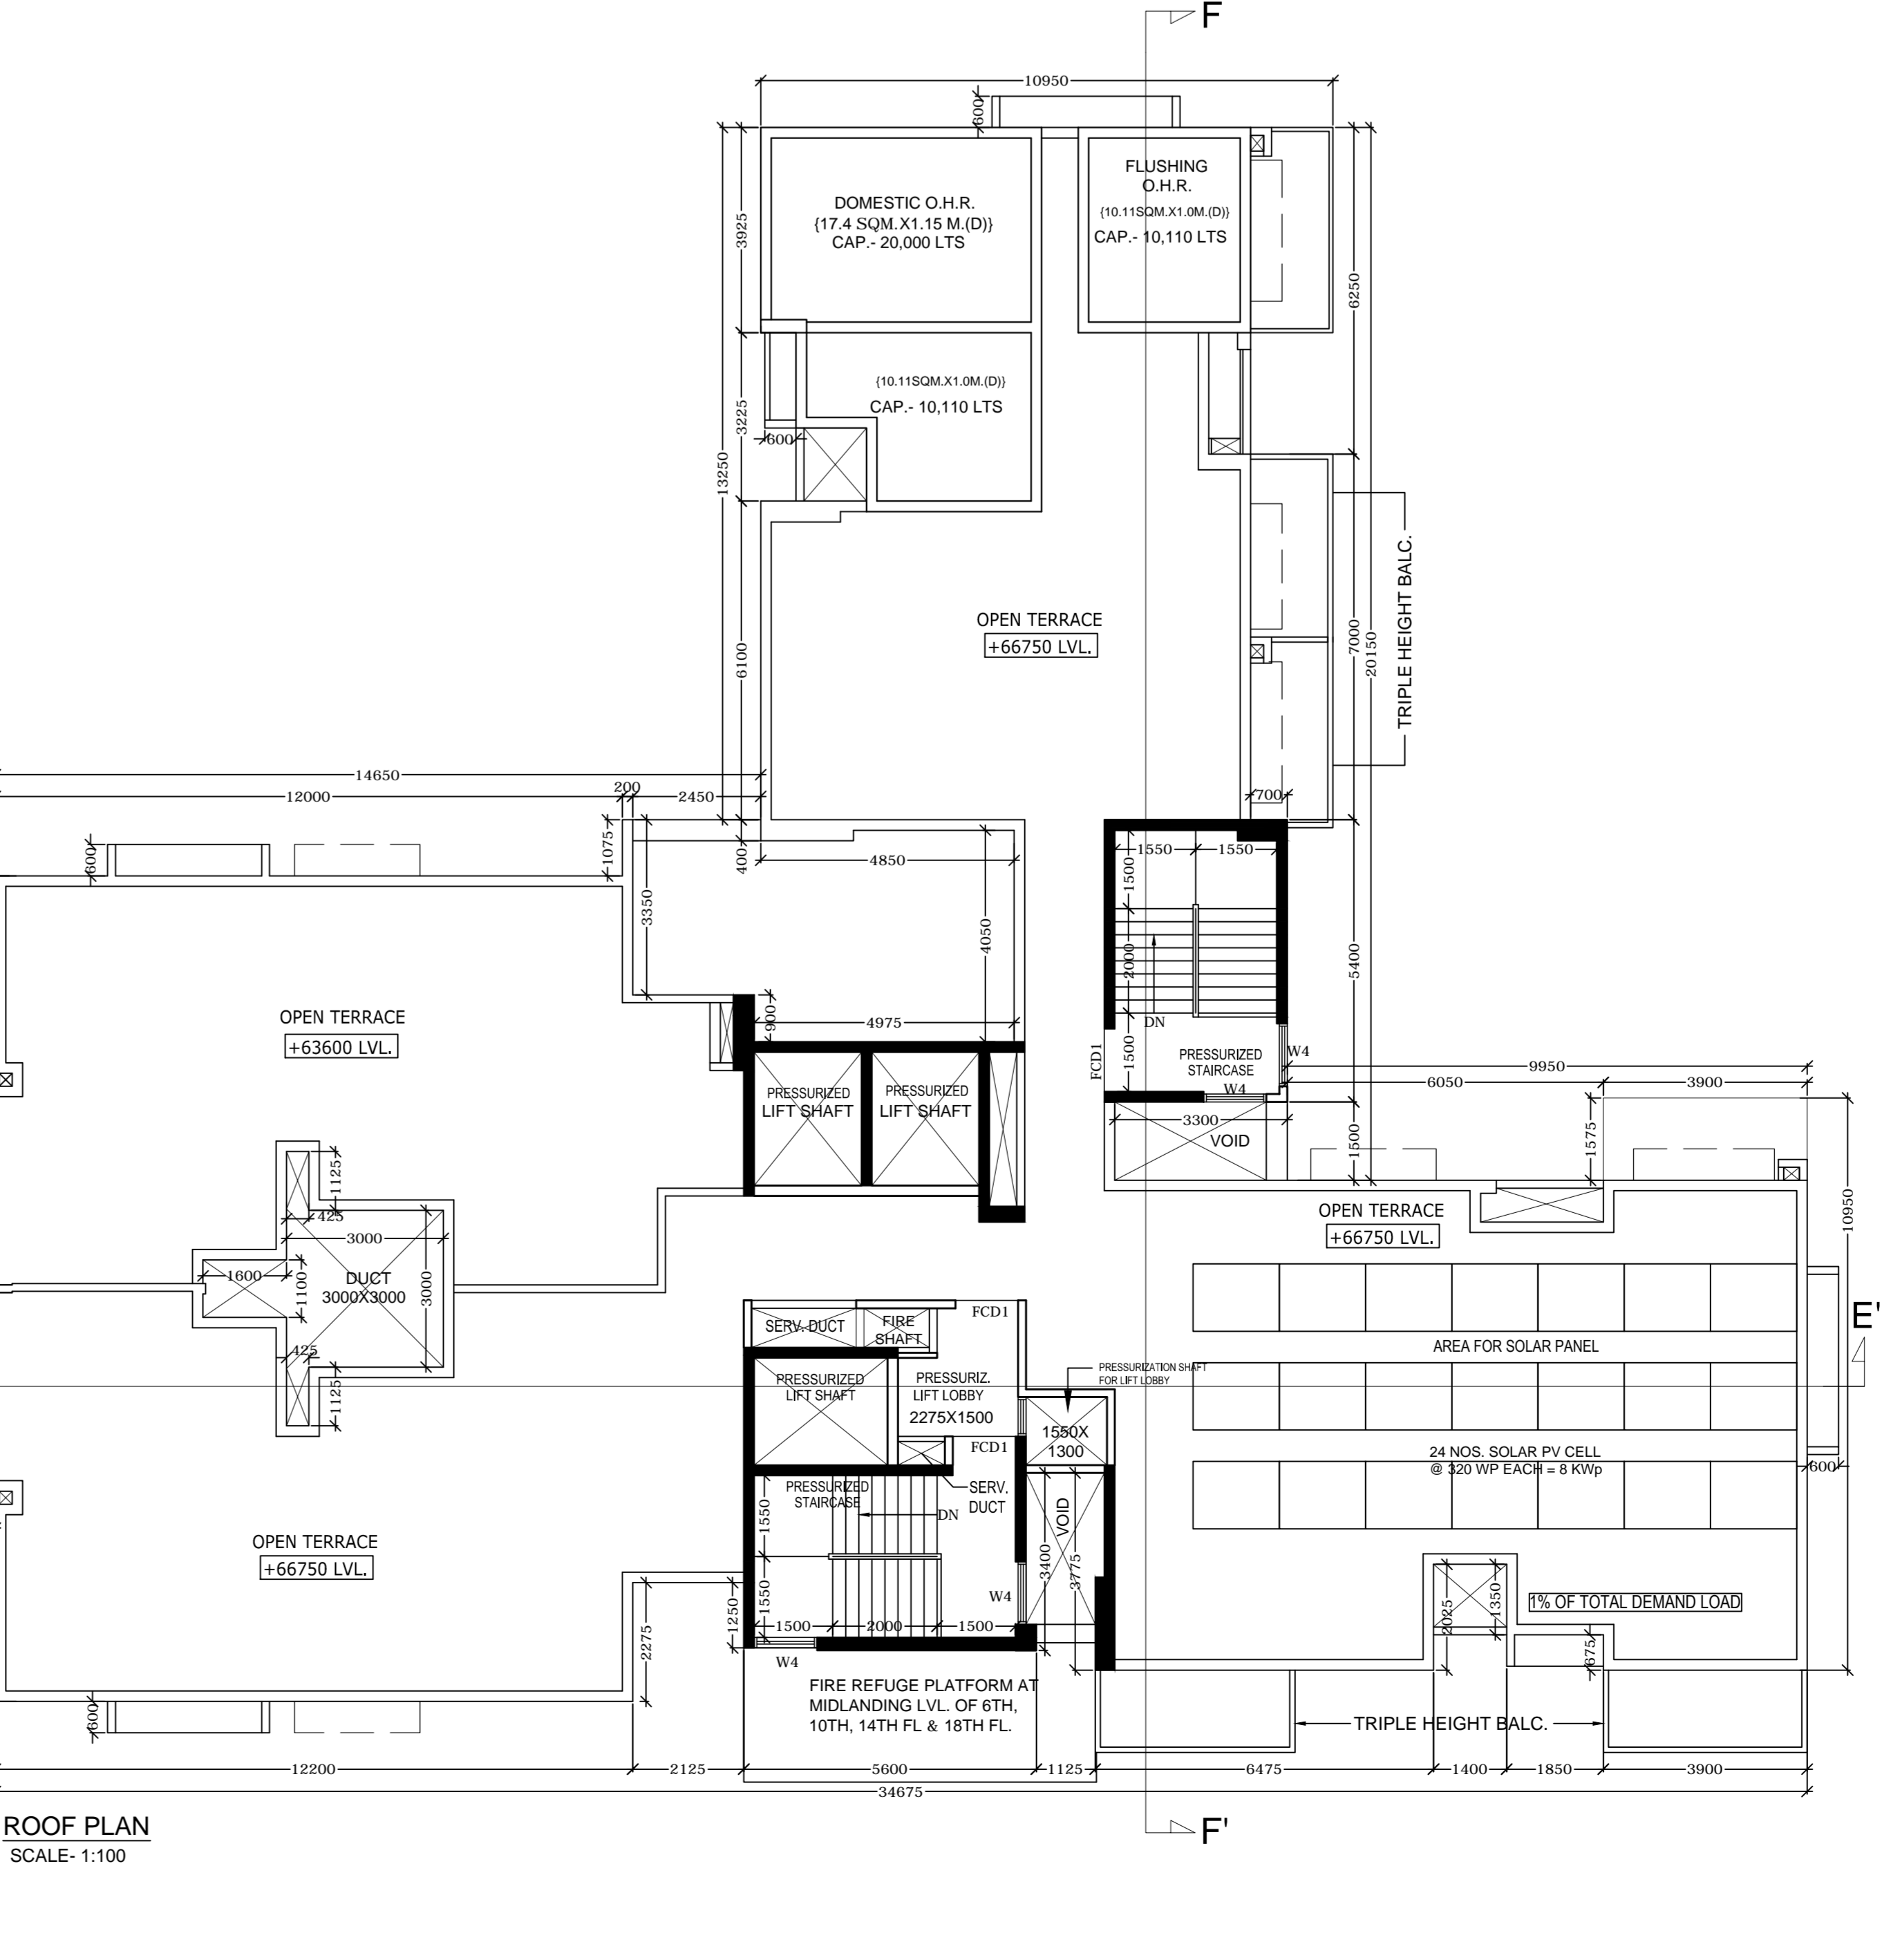 F
10950
600
FLUSHING
O.H.R.
{10.11SQM.X1.0M.(D)}
CAP.- 10,110 LTS
DOMESTIC O.H.R.
{17.4 SQM.X1.15 M.(D)}
CAP.- 20,000 LTS
3925
6250
{10.11SQM.X1.0M.(D)}
CAP.- 10,110 LTS
3225
600
13250
OPEN TERRACE
+66750 LVL.
6100
7000
20150
TRIPLE HEIGHT BALC.
14650
12000
200
2450
700
600
1075
400
4850
3350
4050
1550
1550
1500
2000
5400
DN
1500
900
4975
OPEN TERRACE
+63600 LVL.
FCD1
PRESSURIZED
STAIRCASE
W4
W4
9950
6050
3900
PRESSURIZED
LIFT SHAFT
PRESSURIZED
LIFT SHAFT
3300
VOID
1500
1575
1125
425
3000
OPEN TERRACE
+66750 LVL.
10950
1600
1100
DUCT
3000X3000
3000
SERV. DUCT
FIRE
SHAFT
FCD1
E'
AREA FOR SOLAR PANEL
425
1125
PRESSURIZED
LIFT SHAFT
PRESSURIZ.
LIFT LOBBY
2275X1500
PRESSURIZATION SHAFT
FOR LIFT LOBBY
1550X
1300
FCD1
24 NOS. SOLAR PV CELL
@ 320 WP EACH = 8 KWp
600
PRESSURIZED
STAIRCASE
SERV.
DUCT
DN
VOID
1550
1550
3400
3775
OPEN TERRACE
+66750 LVL.
W4
1250
2275
1500
2000
1500
W4
2025
1350
1% OF TOTAL DEMAND LOAD
675
600
FIRE REFUGE PLATFORM AT
MIDLANDING LVL. OF 6TH,
10TH, 14TH FL & 18TH FL.
TRIPLE HEIGHT BALC.
12200
2125
5600
1125
6475
1400
1850
3900
34675
ROOF PLAN
SCALE- 1:100
F'